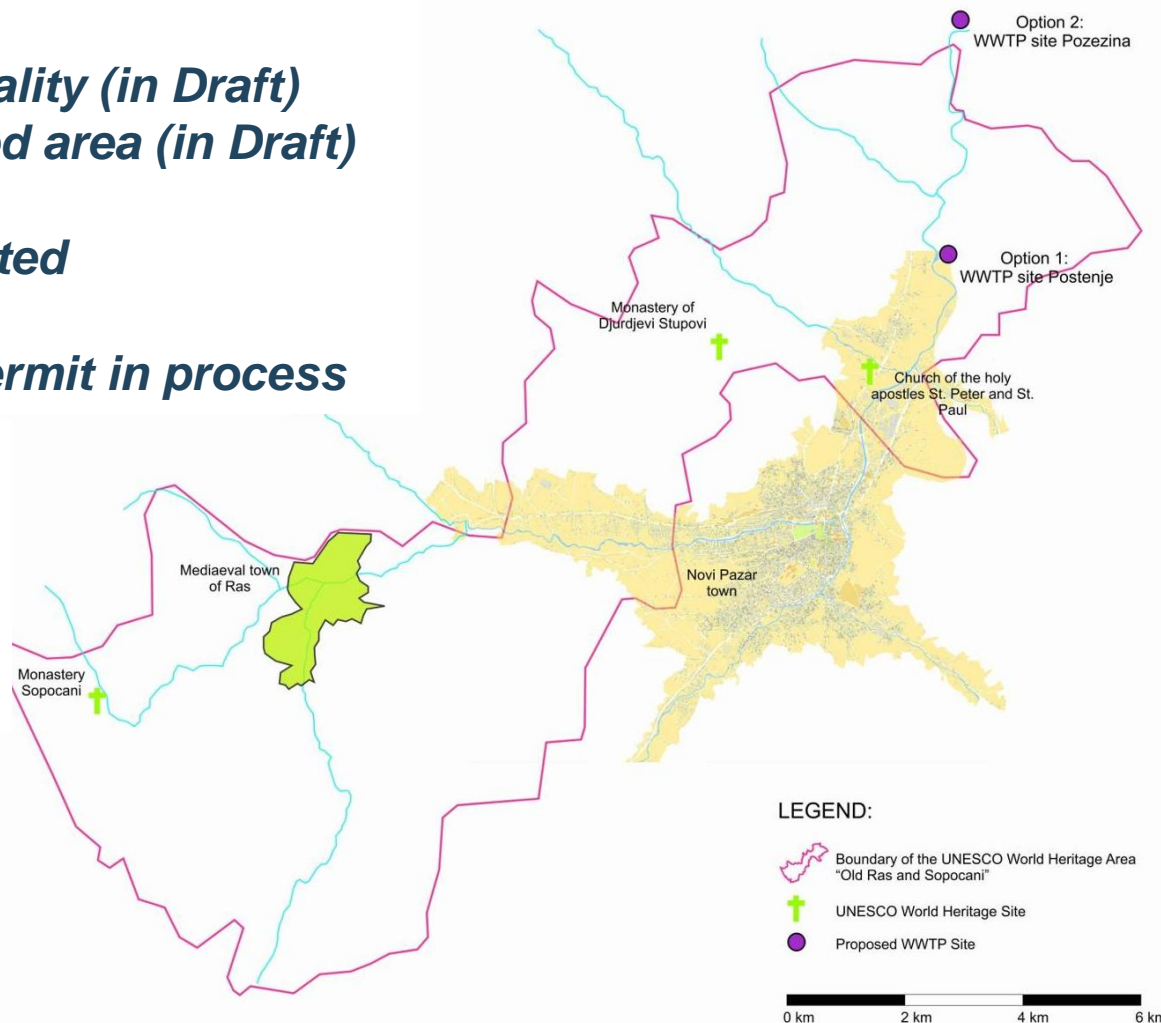 ality (in Draft)
d area (in Draft)
ted
ermit in process
Option 2:
WWTP site Pozezina
Option 1:
WWTP site Postenje
Monastery of
Djurdjevi Stupovi
Church of the holy
apostles St. Peter and St.
Paul
Mediaeval town
of Ras
Novi Pazar
town
Monastery
Sopocani
LEGEND:
Boundary of the UNESCO World Heritage Area
"Old Ras and Sopocani"
UNESCO World Heritage Site
Proposed WWTP Site
0 km 2 km 4 km 6 km